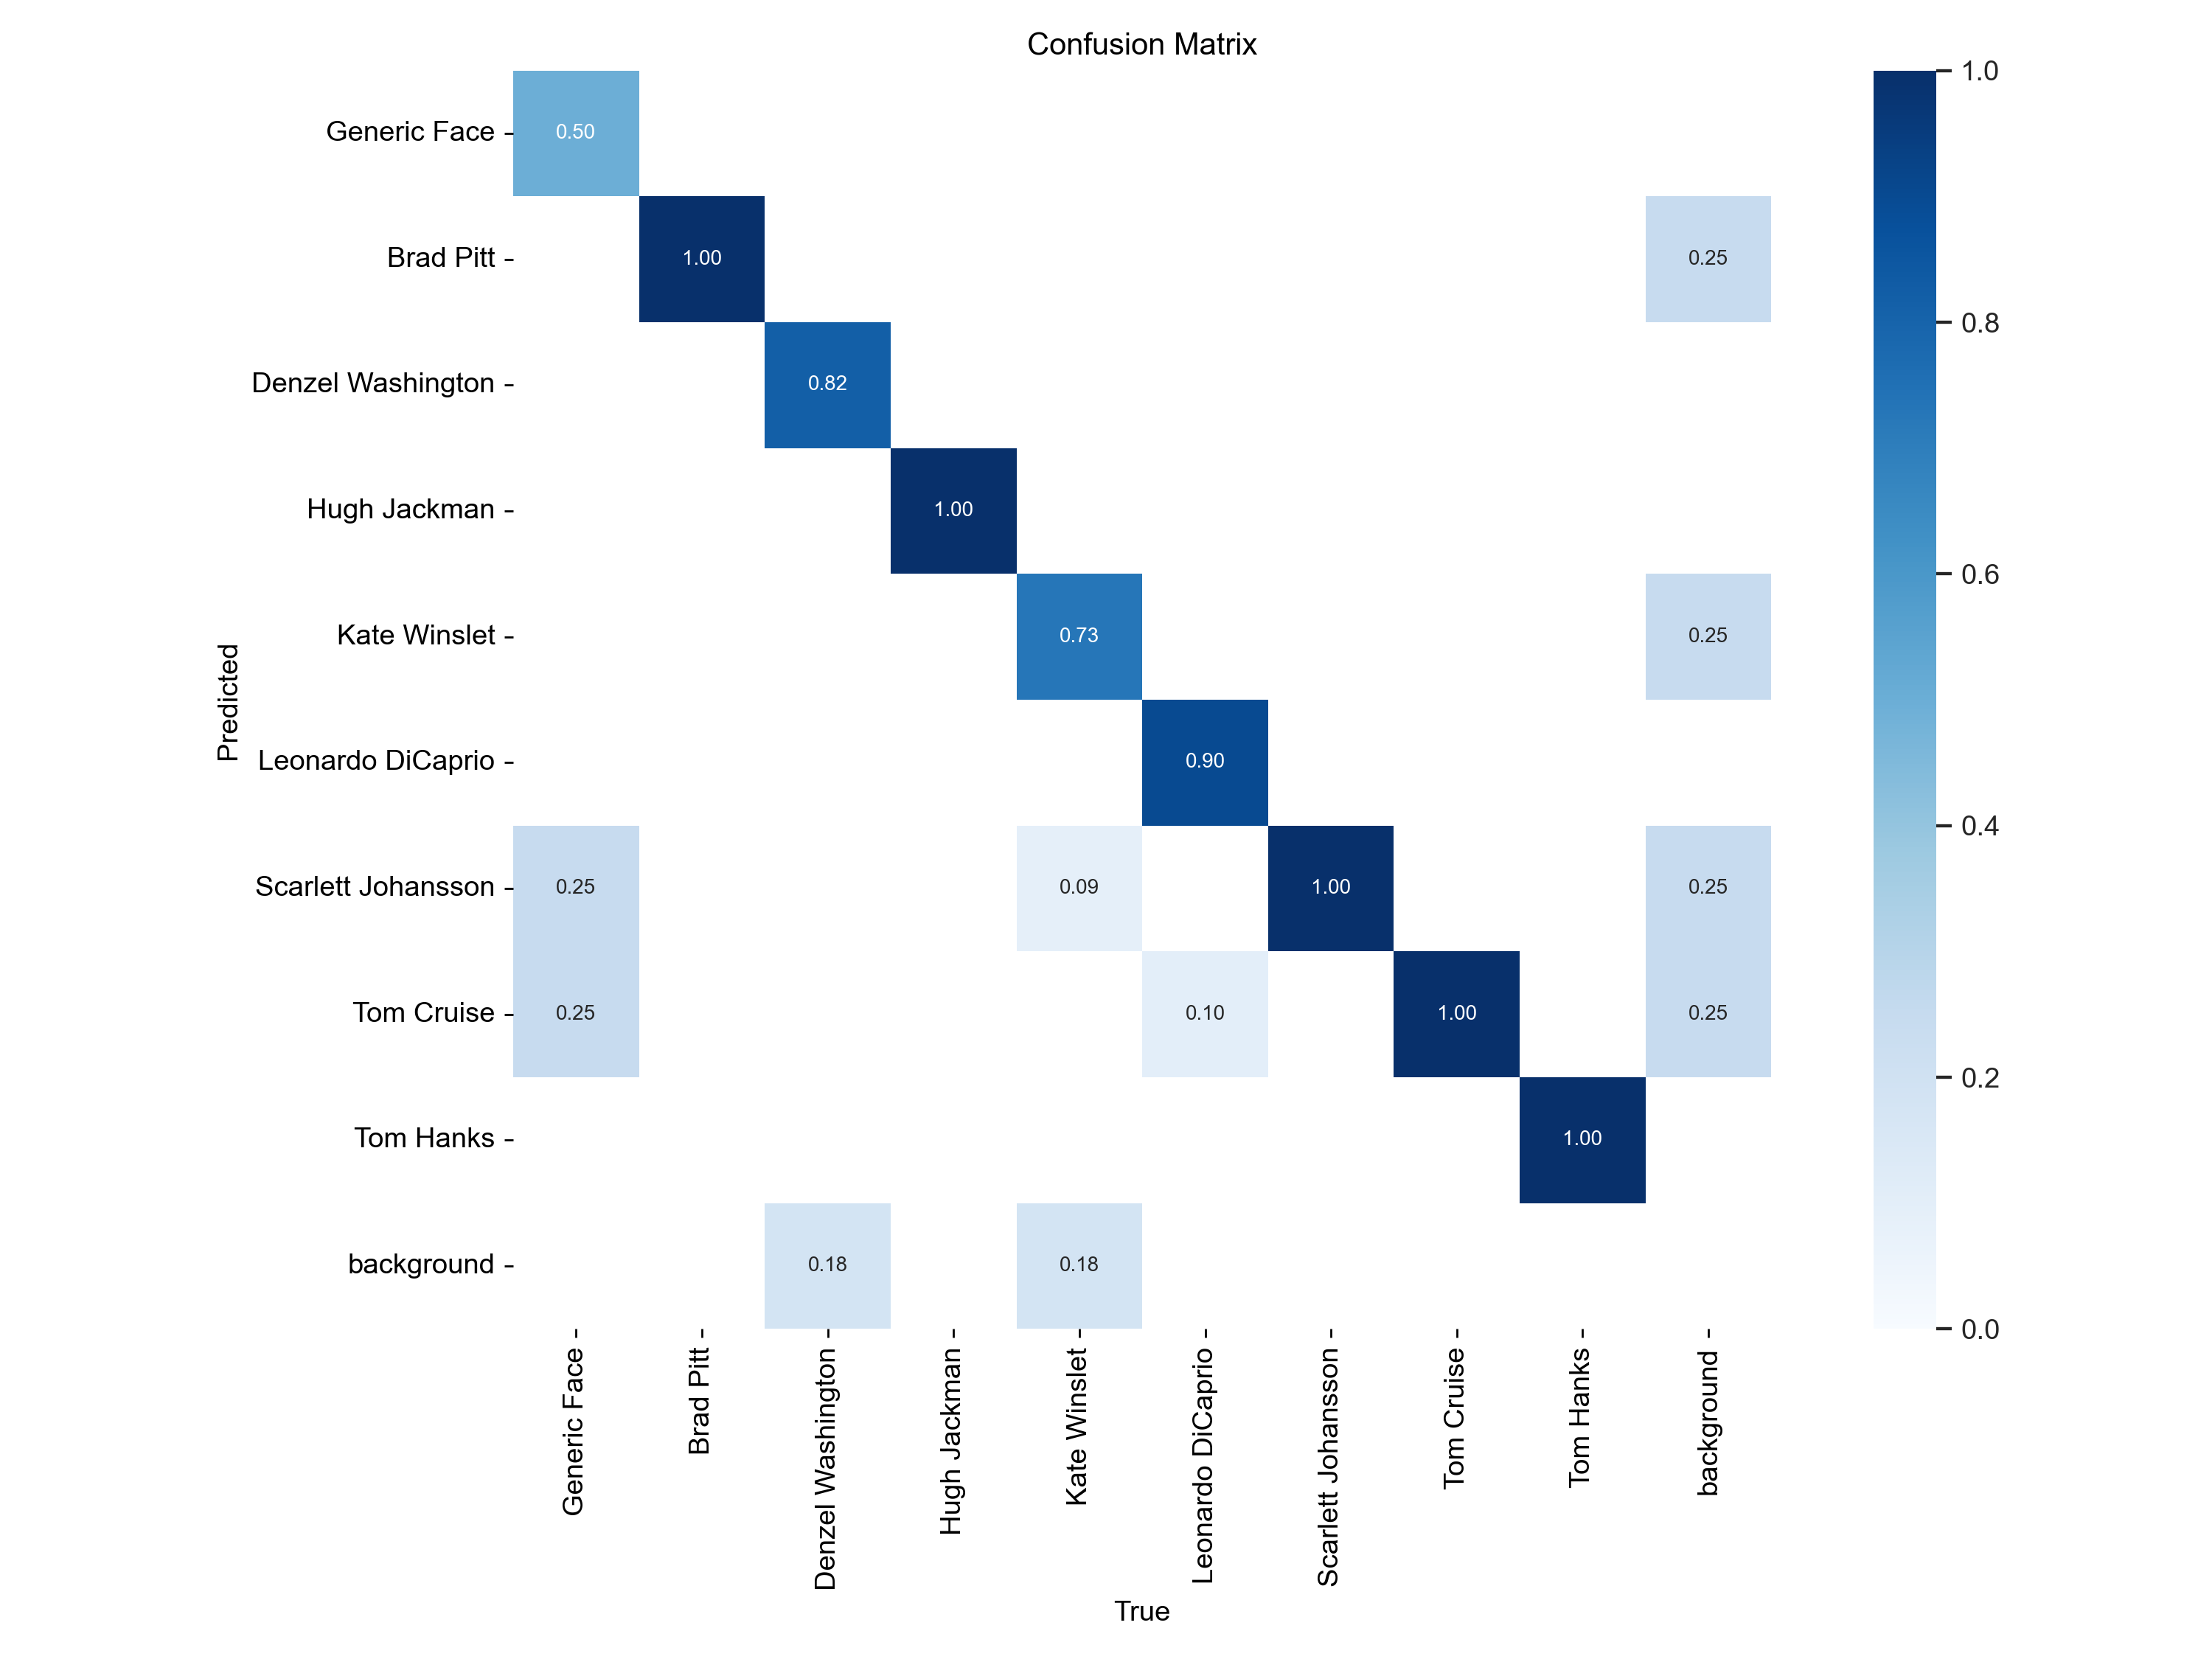 Confusion Matrix
Generic Face
0.50
Brad Pitt
1.00
0.25
Denzel Washington
0.82
Hugh Jackman
1.00
Kate Winslet
0.73
0.25
Leonardo DiCaprio
0.90
Scarlett Johansson
0.25
0.09
1.00
0.25
Tom Cruise
0.25
0.10
1.00
0.25
Tom Hanks
1.00
background
0.18
0.18
Predicted
Generic Face
Brad Pitt
Denzel Washington
Hugh Jackman
Kate Winslet
Leonardo DiCaprio
Scarlett Johansson
Tom Cruise
Tom Hanks
background
True
1.0
0.8
0.6
0.4
0.2
0.0